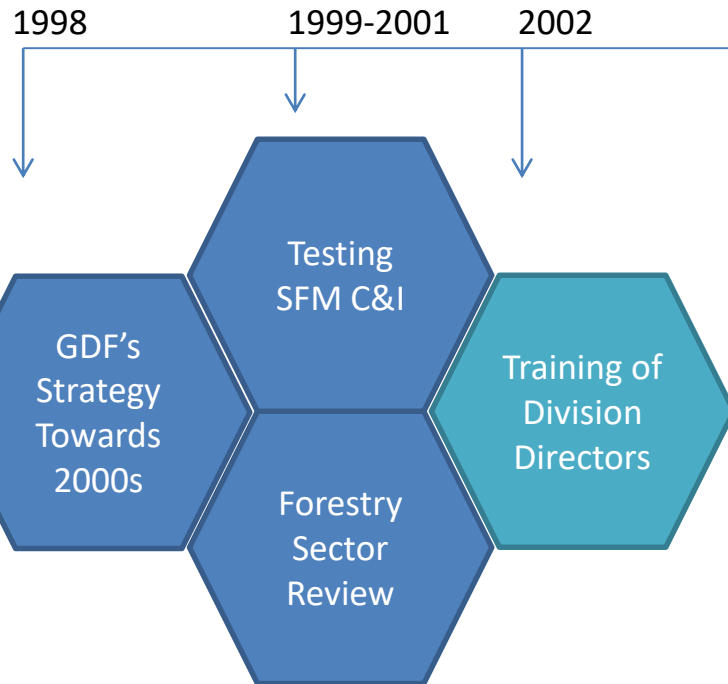 1998
1999-2001
2002
Testing
SFM C&I
GDF’s
Strategy
Towards
2000s
Training of
Division
Directors
Forestry
Sector
Review